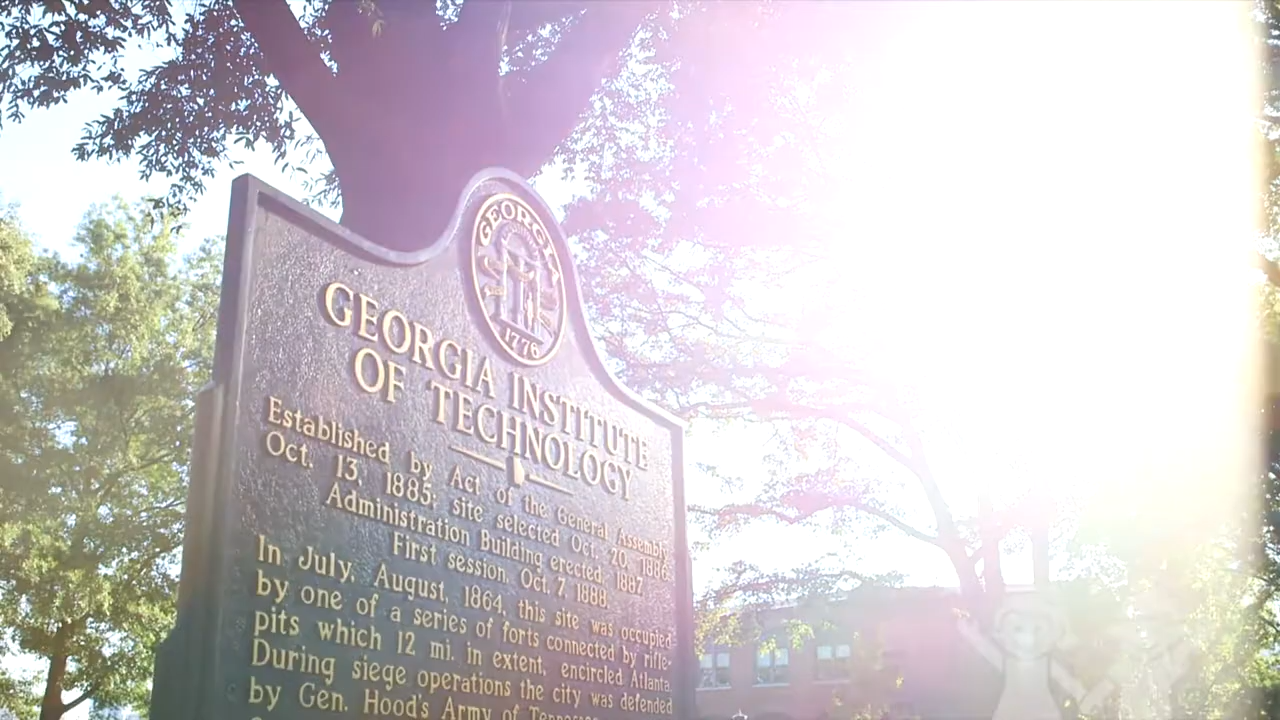 GEORGIA
1776
GEORGIA INSTITUTE
OF TECHNOLOGY
Established by Act of the General Assembly
Oct. 13, 1885; site selected Oct. 20, 1886;
Administration Building erected, 1887.
First session, Oct. 7, 1888.
In July, August, 1864, this site was occupied
by one of a series of forts connected by rifle-
pits which 12 mi. in extent, encircled Atlanta.
During siege operations the city was defended
by Gen. Hood's Army of